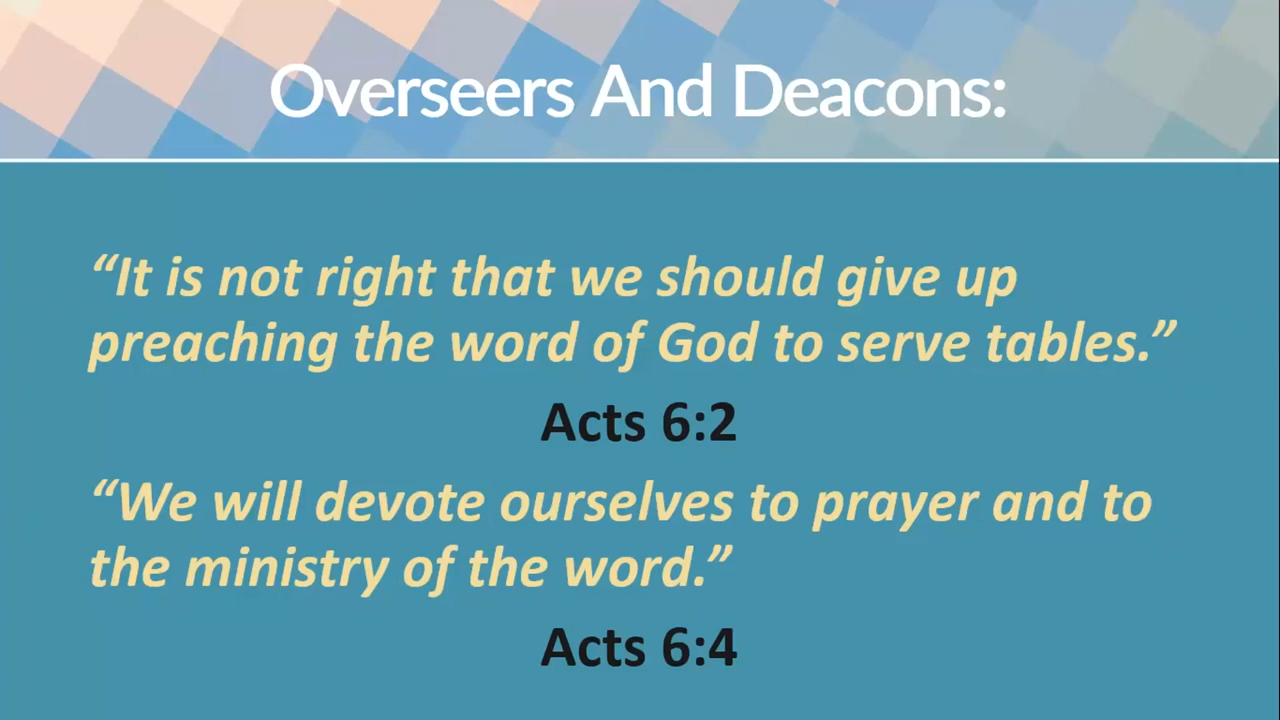 Overseers And Deacons:
“It is not right that we should give up
preaching the word of God to serve tables.”
Acts 6:2
“We will devote ourselves to prayer and to
the ministry of the word.”
Acts 6:4